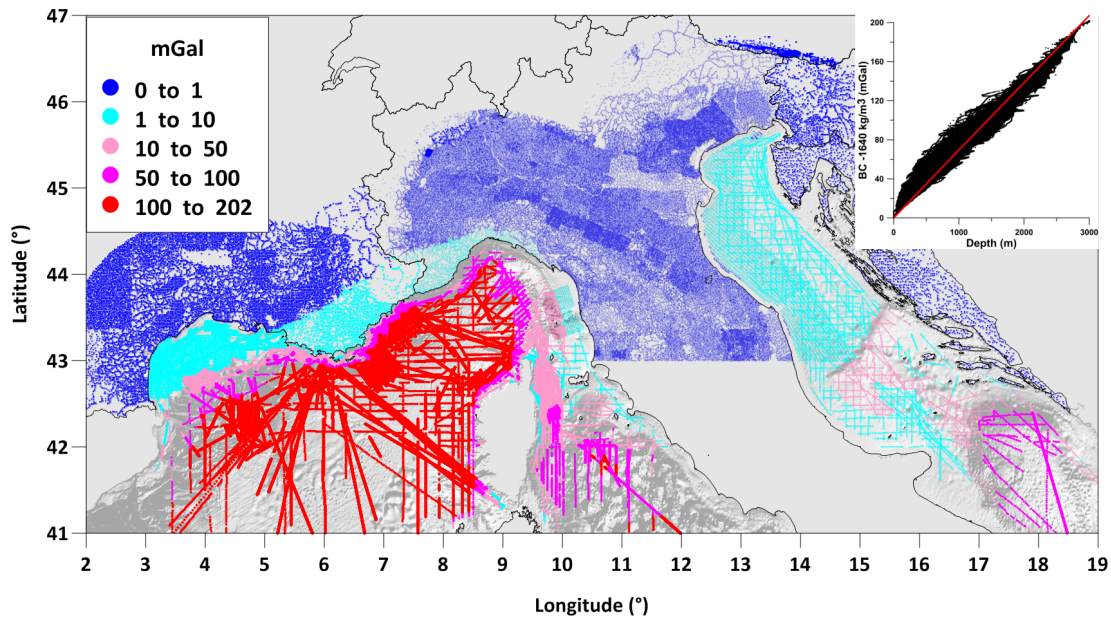 47
46
45
44
43
42
41
Latitude (°)
mGal
0 to 1
1 to 10
10 to 50
50 to 100
100 to 202
200
160
120
80
40
0
BC -1640 kg/m3 (mGal)
0 1000 2000 3000
Depth (m)
2 3 4 5 6 7 8 9 10 11 12 13 14 15 16 17 18 19
Longitude (°)